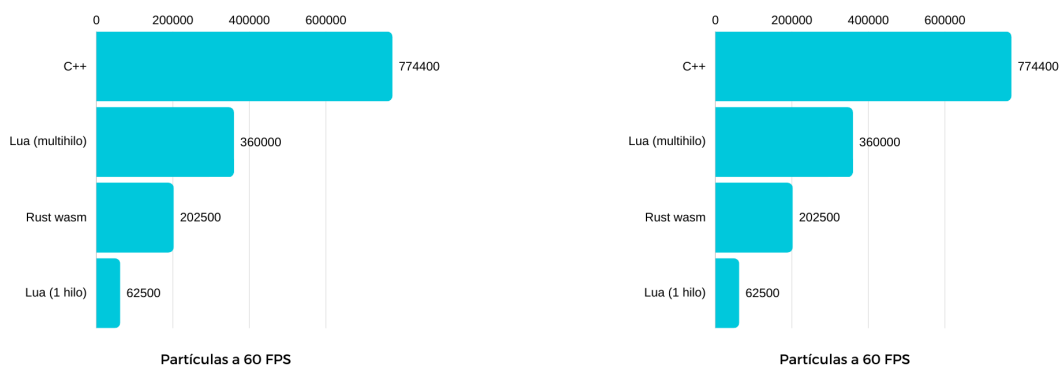 0 200000 400000 600000
C++ 774400
Lua (multihilo) 360000
Rust wasm 202500
Lua (1 hilo) 62500
Partículas a 60 FPS
0 200000 400000 600000
C++ 774400
Lua (multihilo) 360000
Rust wasm 202500
Lua (1 hilo) 62500
Partículas a 60 FPS